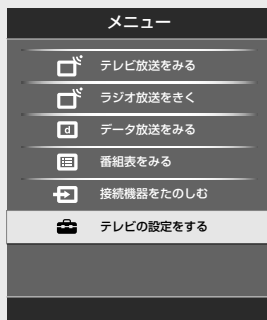 メニュー
テレビ放送をみる
ラジオ放送をきく
d データ放送をみる
番組表をみる
接続機器をたのしむ
テレビの設定をする